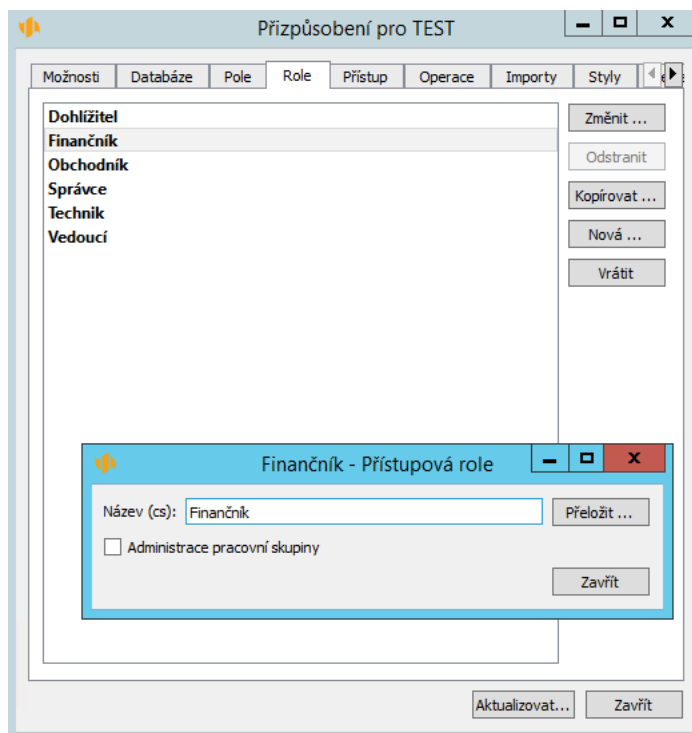 Přizpůsobení pro TEST
Možnosti Databáze Pole Role Přístup Operace Importy Styly
Dohlížitel
Finančník
Obchodník
Správce
Technik
Vedoucí
Změnit ...
Odstranit
Kopírovat ...
Nová ...
Vrátit
Finančník - Přístupová role
Název (cs): Finančník Přeložit ...
Administrace pracovní skupiny
Zavřít
Aktualizovat... Zavřít